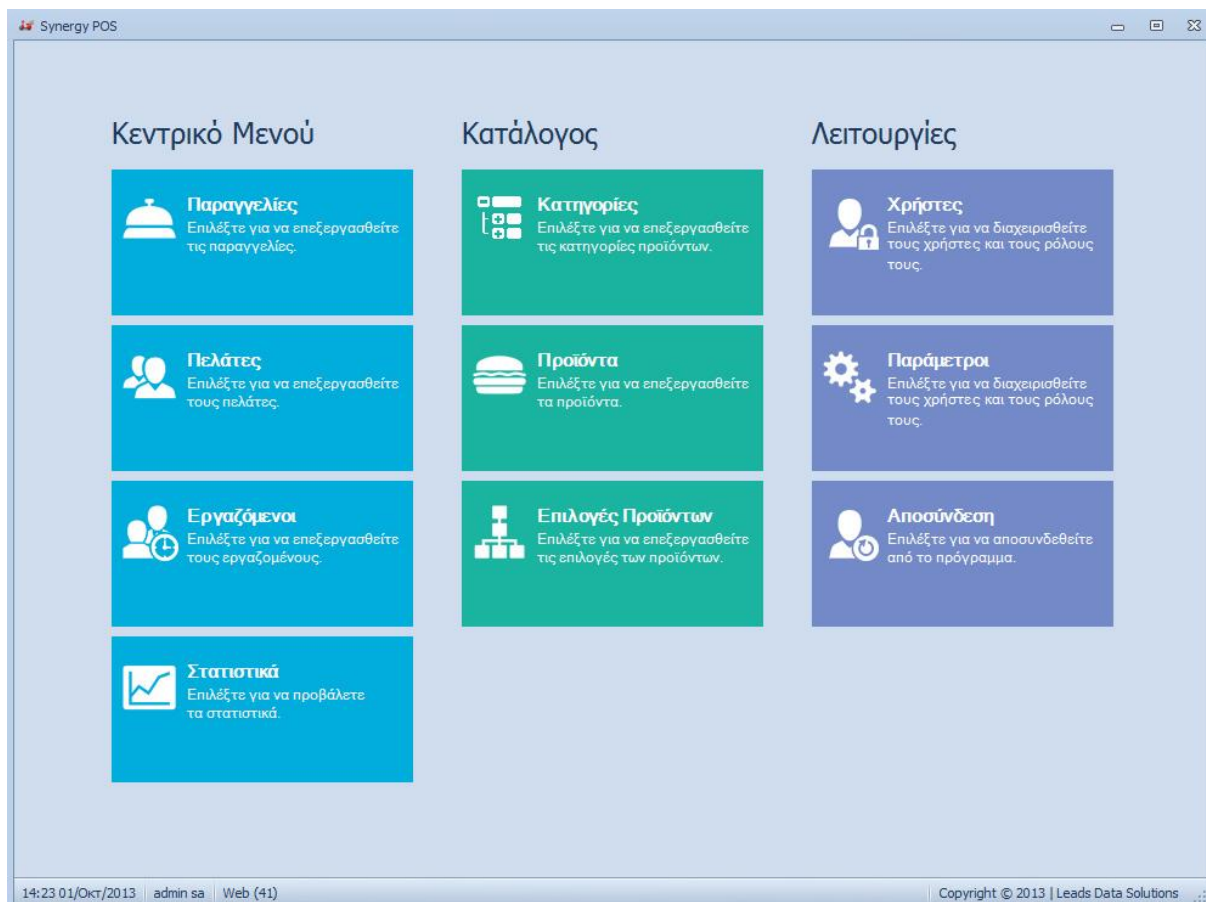 Synergy POS
Κεντρικό Μενού
Παραγγελίες
Επιλέξτε για να επεξεργασθείτε
τις παραγγελίες.
Πελάτες
Επιλέξτε για να επεξεργασθείτε
τους πελάτες.
Εργαζόμενοι
Επιλέξτε για να επεξεργασθείτε
τους εργαζομένους.
Στατιστικά
Επιλέξτε για να προβάλετε
τα στατιστικά.
Κατάλογος
Κατηγορίες
Επιλέξτε για να επεξεργασθείτε
τις κατηγορίες προϊόντων.
Προϊόντα
Επιλέξτε για να επεξεργασθείτε
τα προϊόντα.
Επιλογές Προϊόντων
Επιλέξτε για να επεξεργασθείτε
τις επιλογές των προϊόντων.
Λειτουργίες
Χρήστες
Επιλέξτε για να διαχειρισθείτε
τους χρήστες και τους ρόλους
τους.
Παράμετροι
Επιλέξτε για να διαχειρισθείτε
τους χρήστες και τους ρόλους
τους.
Αποσύνδεση
Επιλέξτε για να αποσυνδεθείτε
από το πρόγραμμα.
14:23 01/Οκτ/2013 admin sa Web (41) Copyright © 2013 | Leads Data Solutions